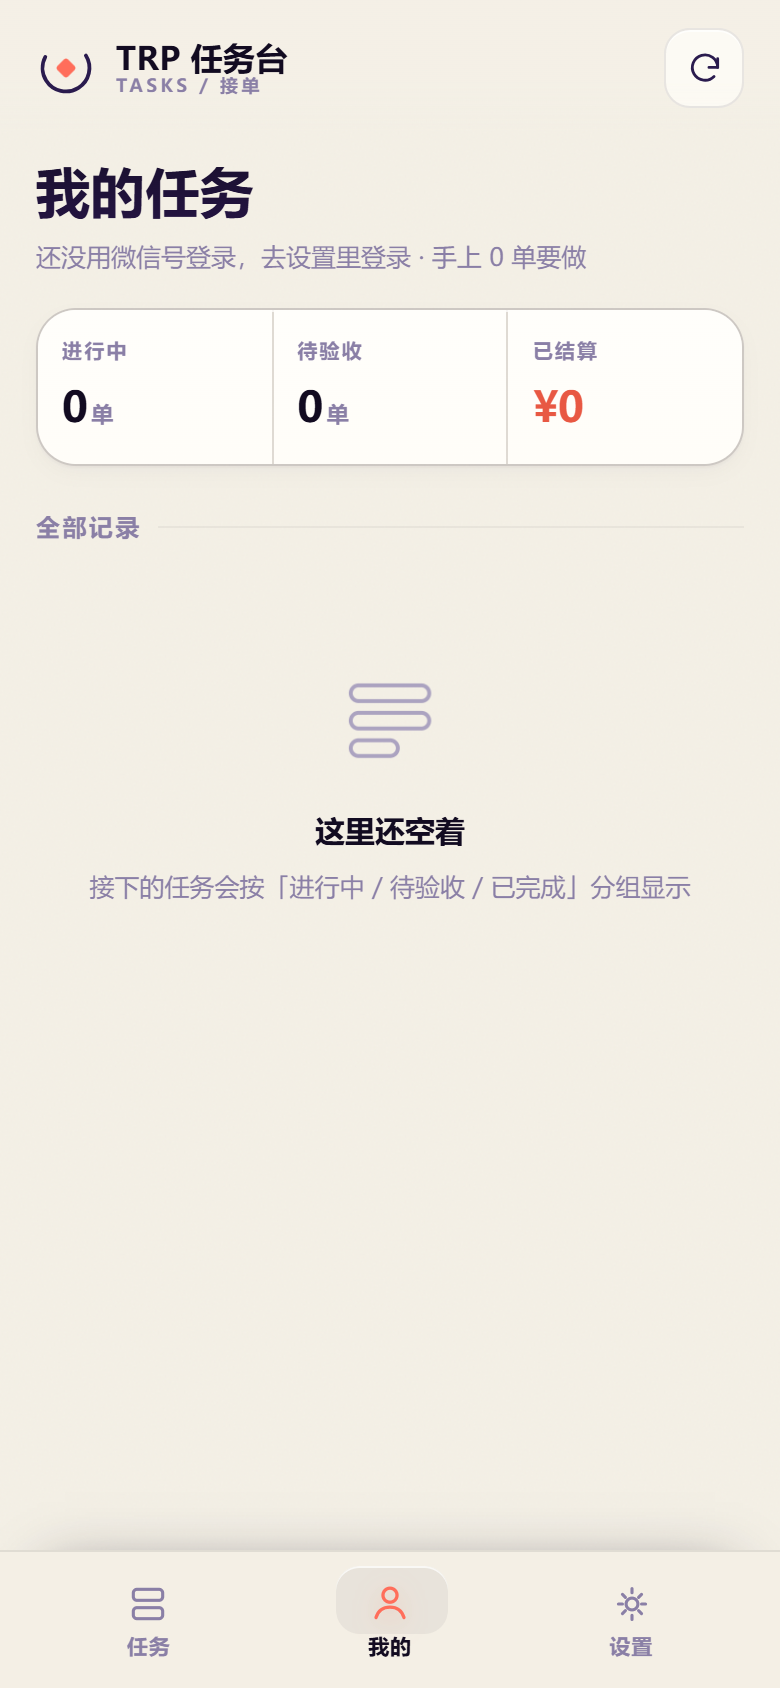 TRP 任务台
TASKS / 接单
我的任务
还没用微信号登录，去设置里登录 · 手上 0 单要做
进行中
待验收
已结算
0单
0单
¥0
全部记录
这里还空着
接下的任务会按「进行中 / 待验收 / 已完成」分组显示
任务
我的
设置